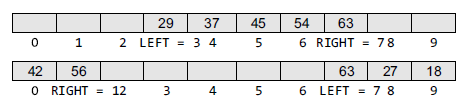 29 37 45 54 63
0 1 2 LEFT = 3 4 5 6 RIGHT = 7 8 9
42 56 63 27 18
0 RIGHT = 1 2 3 4 5 6 LEFT = 7 8 9